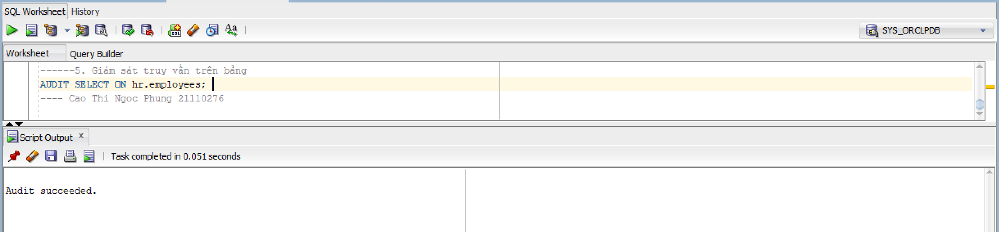 SQL Worksheet History
SYS_ORCLPDB
Worksheet Query Builder
------5. Giám sát truy vấn trên bảng
AUDIT SELECT ON hr.employees;
---- Cao Thi Ngoc Phung 21110276
Script Output x
Task completed in 0.051 seconds
Audit succeeded.